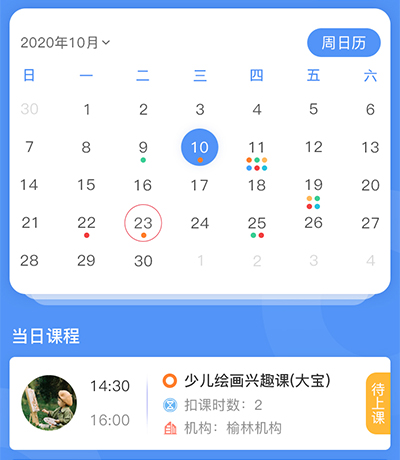 2020年10月 周日历
日 一 二 三 四 五 六
30 1 2 3 4 5 6
7 8 9 10 11 12 13
14 15 16 17 18 19 20
21 22 23 24 25 26 27
28 29 30 1 2 3 4
当日课程
14:30 少儿绘画兴趣课(大宝)
扣课时数：2
16:00 机构：榆林机构
待上课